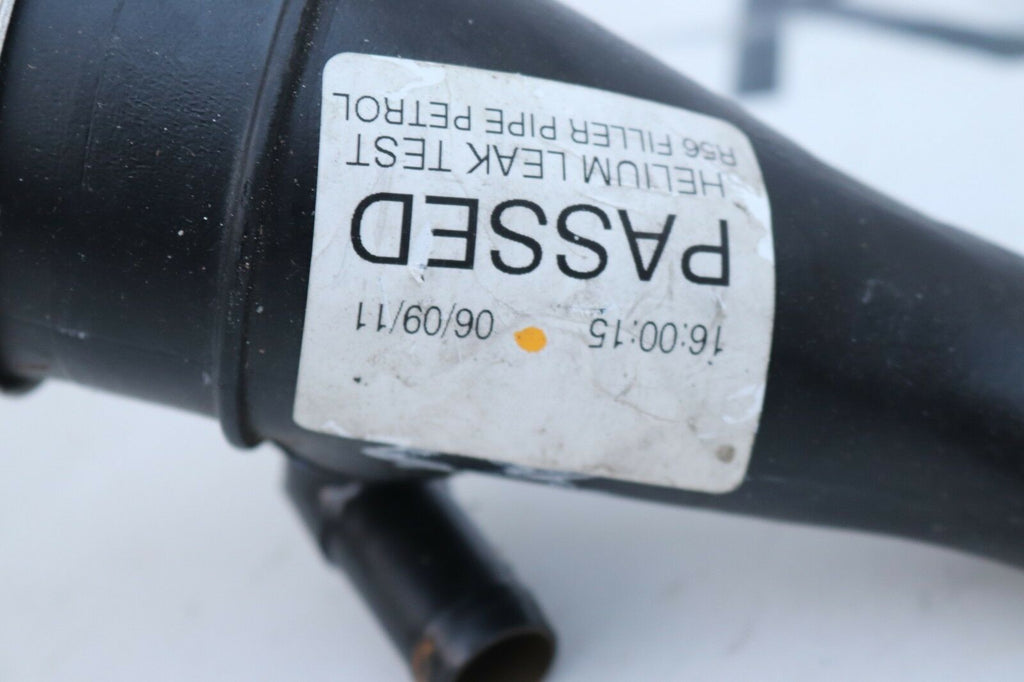 16:00:15 06/09/11
PASSED
HELIUM LEAK TEST
R56 FILLER PIPE PETROL